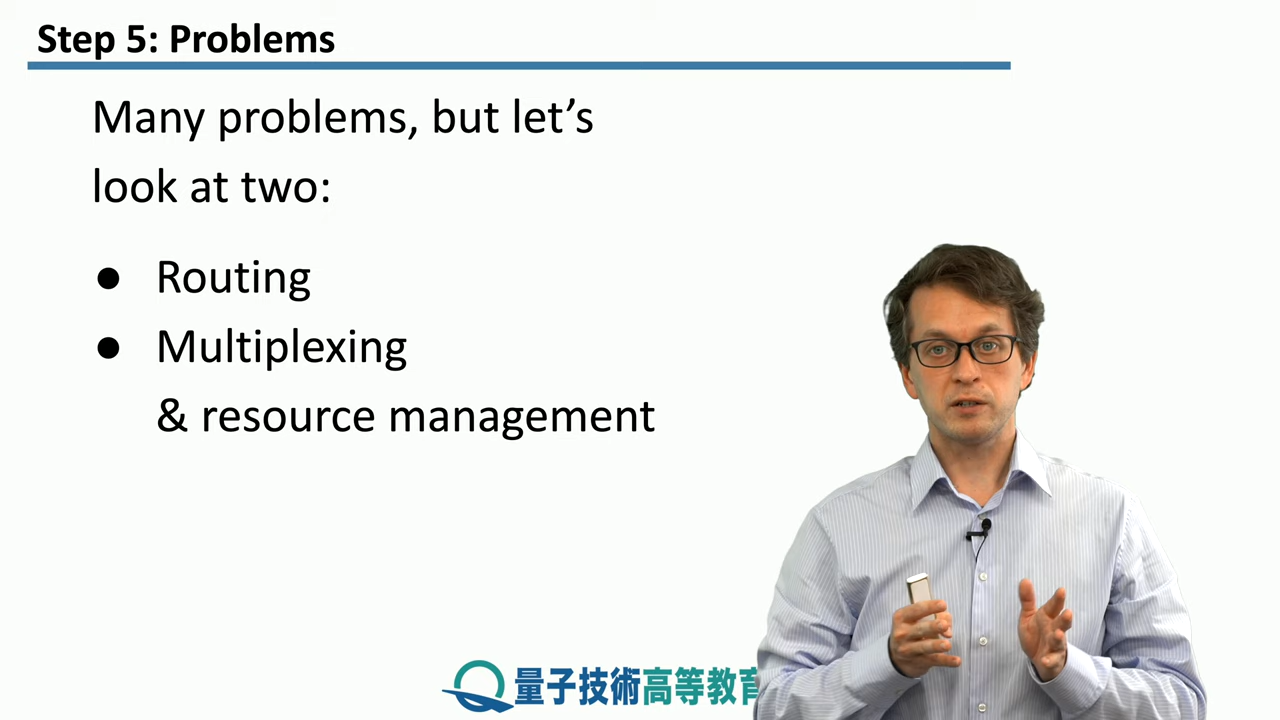 Step 5: Problems
Many problems, but let’s
look at two:
● Routing
● Multiplexing
& resource management
量子技術高等教育